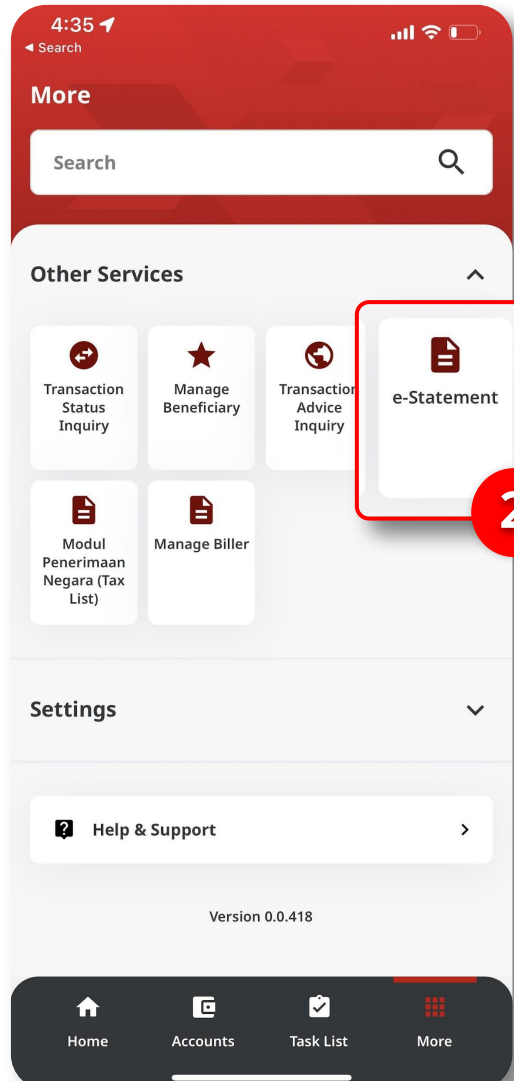 4:35
Search
More
Search
Other Services
Transaction
Status
Inquiry
Manage
Beneficiary
Transaction
Advice
Inquiry
e-Statement
2
Modul
Penerimaan
Negara (Tax
List)
Manage Biller
Settings
Help & Support
Version 0.0.418
Home
Accounts
Task List
More